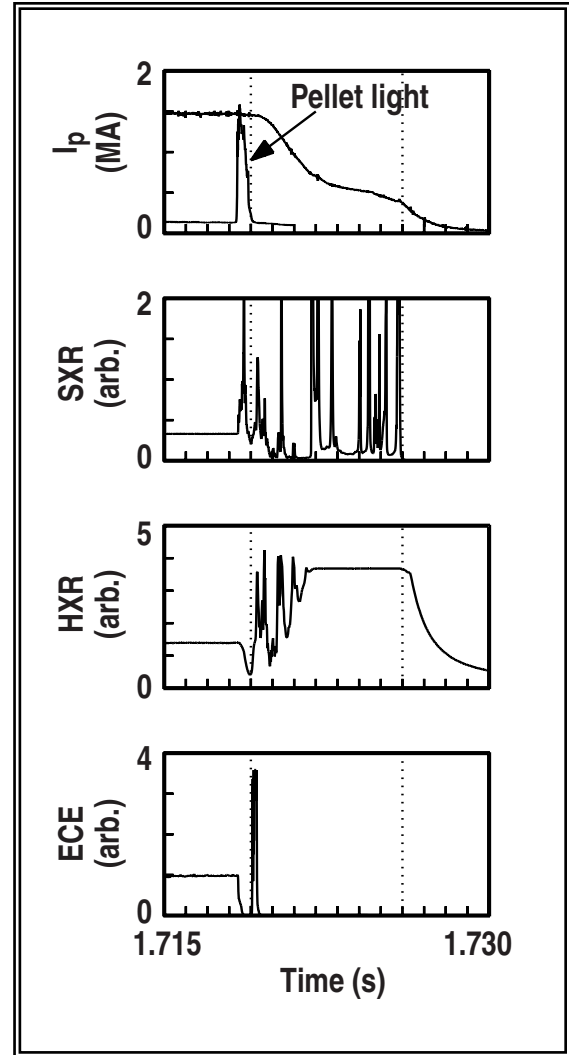 2
Pellet light
I_p
(MA)
0
2
SXR
(arb.)
0
5
HXR
(arb.)
0
4
ECE
(arb.)
0
1.715 1.730
Time (s)